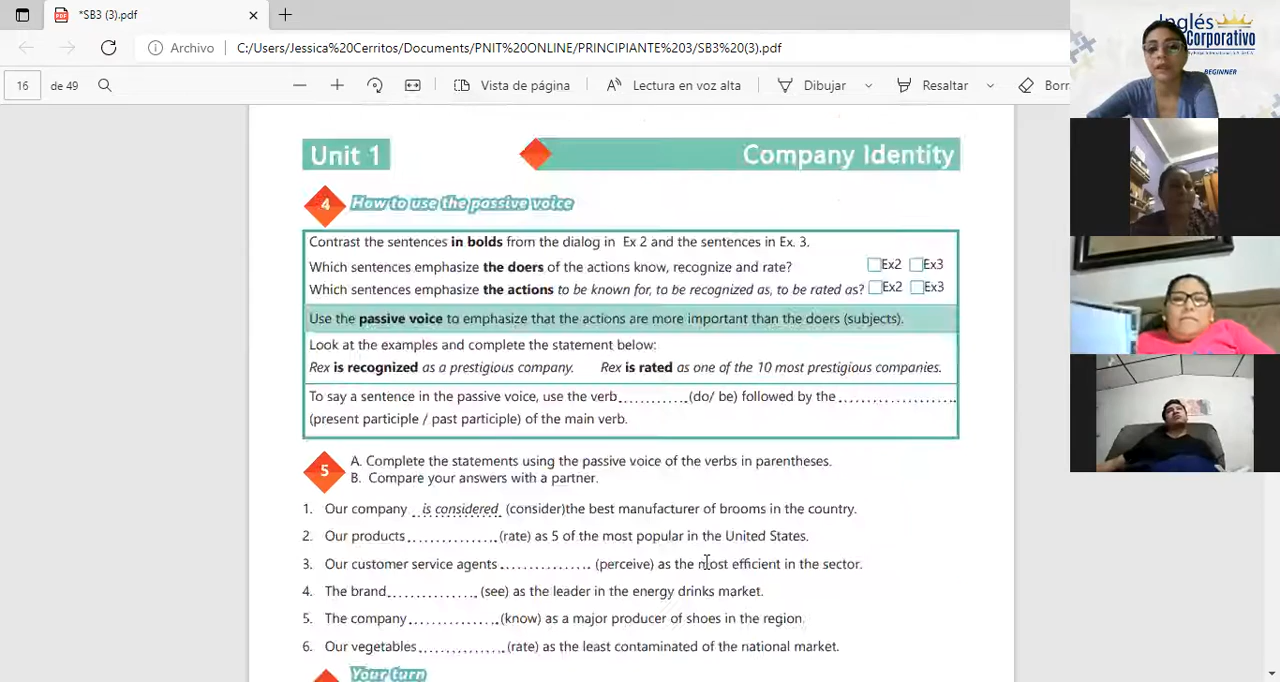 *SB3 (3).pdf
Archivo C:/Users/Jessica%20Cerritos/Documents/PNIT%20ONLINE/PRINCIPIANTE%203/SB3%20(3).pdf
16 de 49 Vista de página Lectura en voz alta Dibujar Resaltar Borr
Inglés
Corporativo
BEGINNER
Unit 1 Company Identity
4 How to use the passive voice
Contrast the sentences in bolds from the dialog in Ex 2 and the sentences in Ex. 3.
Which sentences emphasize the doers of the actions know, recognize and rate? Ex2 Ex3
Which sentences emphasize the actions to be known for, to be recognized as, to be rated as? Ex2 Ex3
Use the passive voice to emphasize that the actions are more important than the doers (subjects).
Look at the examples and complete the statement below:
Rex is recognized as a prestigious company. Rex is rated as one of the 10 most prestigious companies.
To say a sentence in the passive voice, use the verb............(do/ be) followed by the ....................
(present participle / past participle) of the main verb.
5 A. Complete the statements using the passive voice of the verbs in parentheses.
B. Compare your answers with a partner.
1. Our company is considered (consider)the best manufacturer of brooms in the country.
2. Our products...............(rate) as 5 of the most popular in the United States.
3. Our customer service agents............... (perceive) as the most efficient in the sector.
4. The brand............... (see) as the leader in the energy drinks market.
5. The company...............(know) as a major producer of shoes in the region.
6. Our vegetables...............(rate) as the least contaminated of the national market.
Your turn